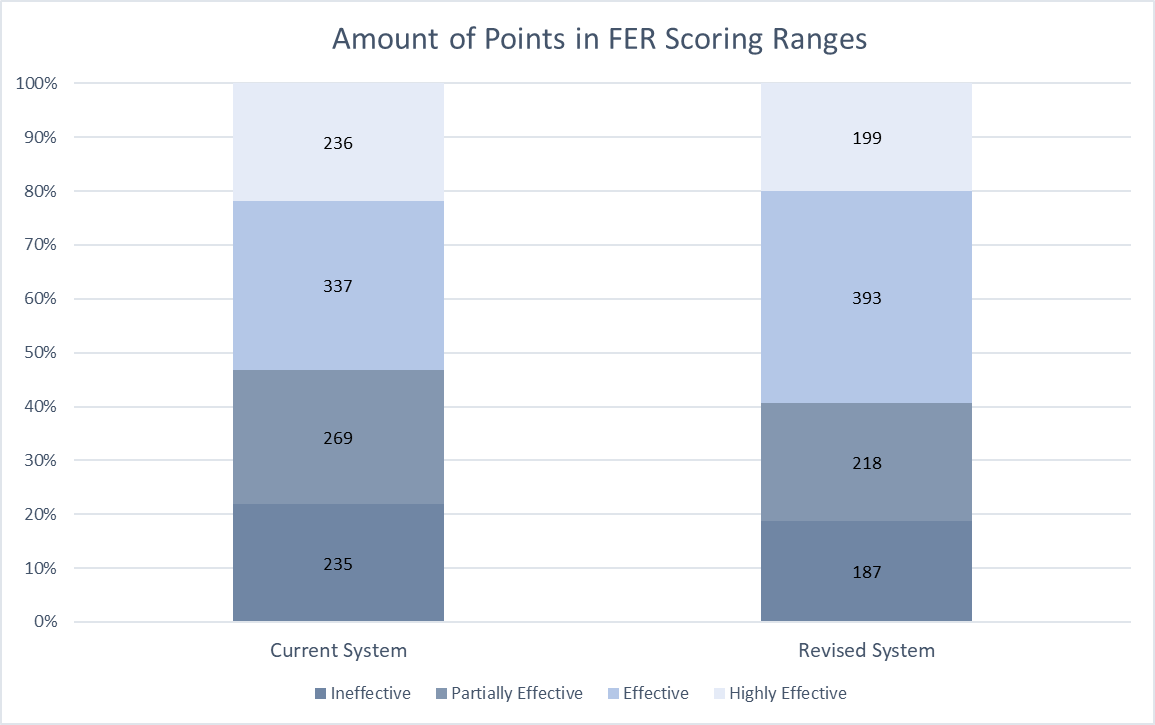 Amount of Points in FER Scoring Ranges
100%
90%
80%
70%
60%
50%
40%
30%
20%
10%
0%
236
337
269
235
199
393
218
187
Current System
Revised System
Ineffective
Partially Effective
Effective
Highly Effective